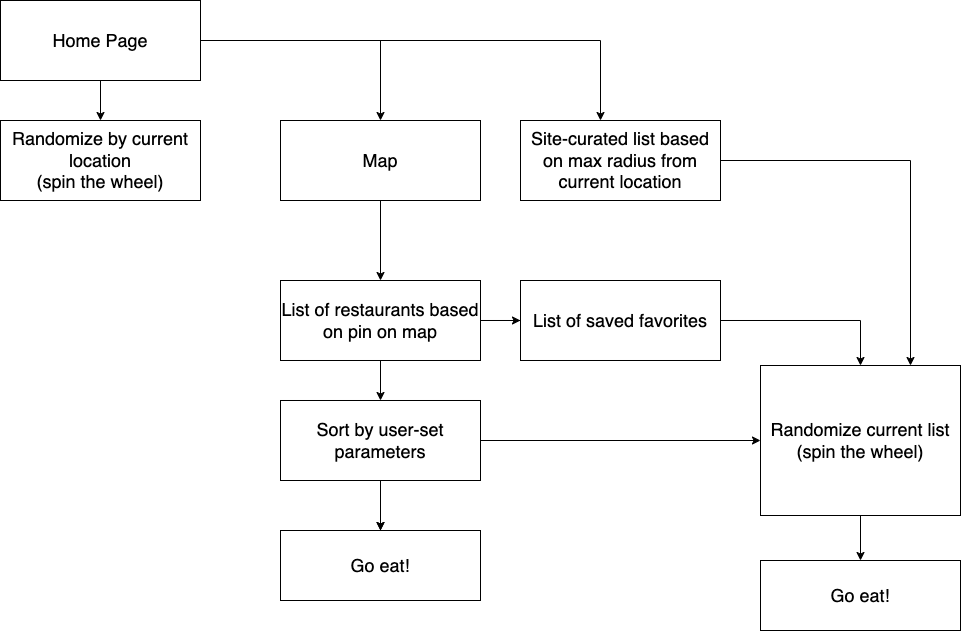 Home Page
Randomize by current
location
(spin the wheel)
Map
Site-curated list based
on max radius from
current location
List of restaurants based
on pin on map
List of saved favorites
Sort by user-set
parameters
Randomize current list
(spin the wheel)
Go eat!
Go eat!